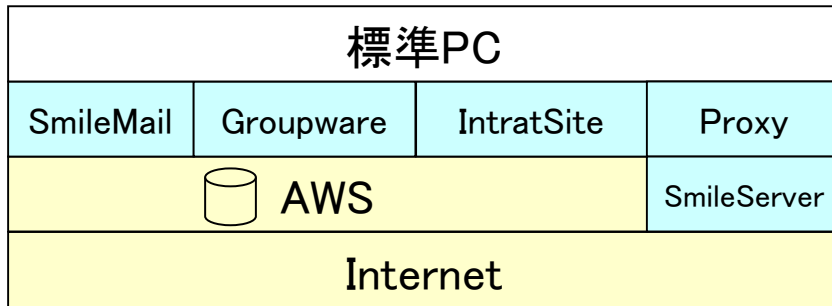 標準PC
SmileMail Groupware IntratSite Proxy
AWS SmileServer
Internet